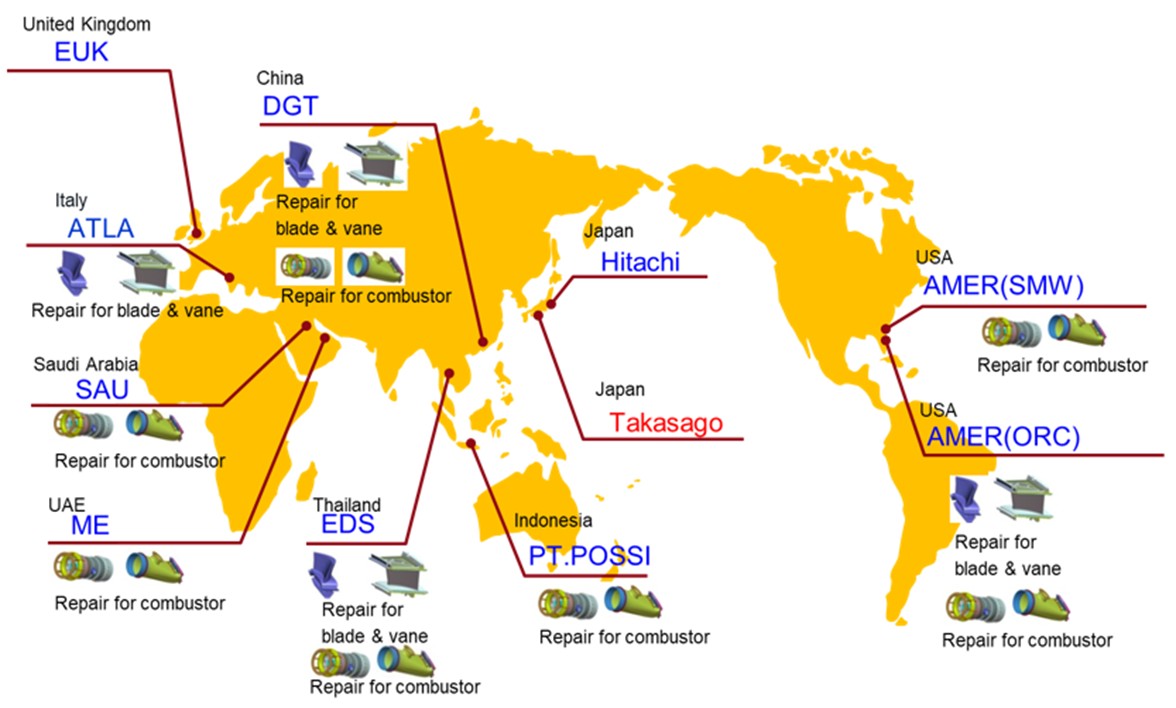 United Kingdom
EUK
China
DGT
Repair for
blade & vane
Repair for combustor
Italy
ATLA
Repair for blade & vane
Saudi Arabia
SAU
Repair for combustor
UAE
ME
Repair for combustor
Thailand
EDS
Repair for
blade & vane
Repair for combustor
Indonesia
PT.POSSI
Repair for combustor
Japan
Hitachi
Japan
Takasago
USA
AMER(SMW)
Repair for combustor
USA
AMER(ORC)
Repair for
blade & vane
Repair for combustor